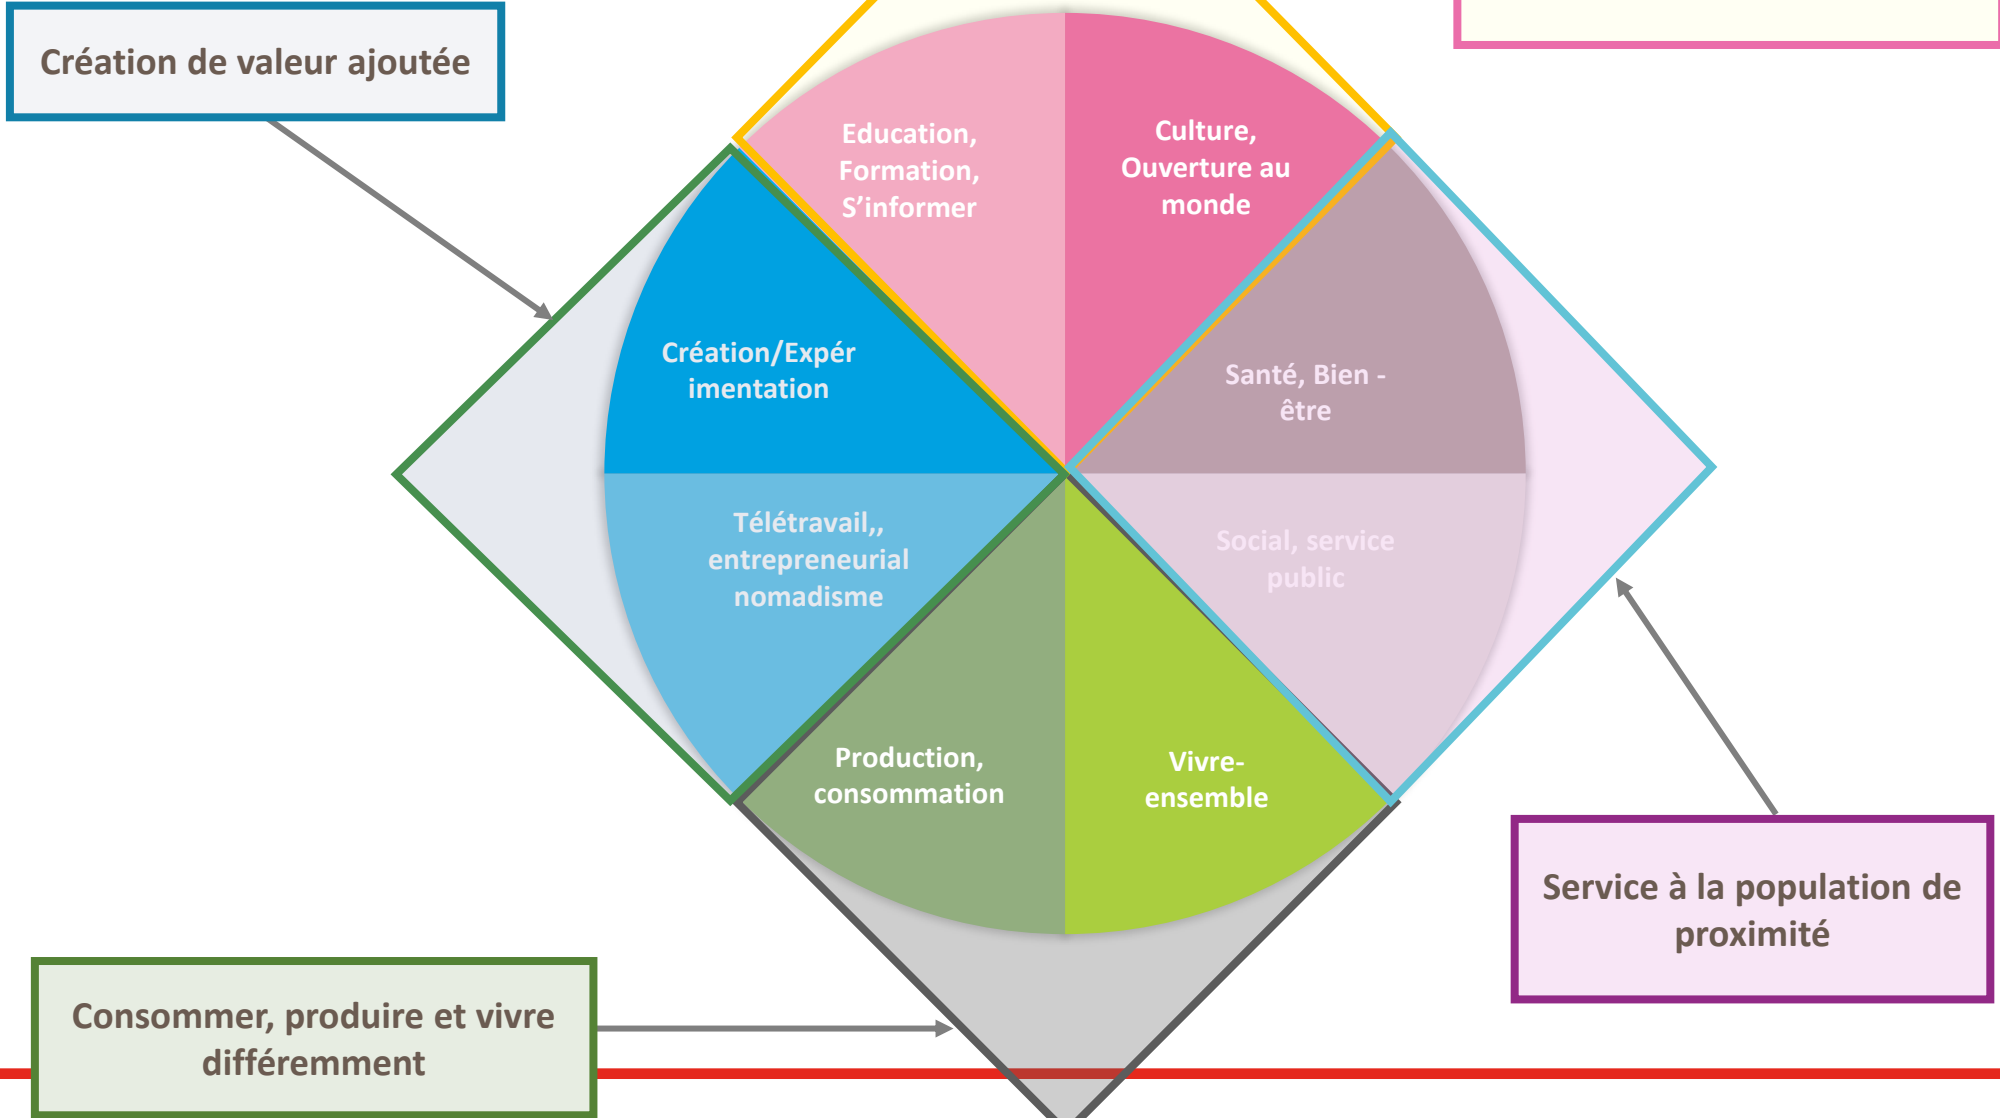 Création de valeur ajoutée
Education,
Formation,
S'informer
Culture,
Ouverture au
monde
Création/Expér
imentation
Santé, Bien -
être
Télétravail,,
entrepreneurial
nomadisme
Social, service
public
Production,
consommation
Vivre-
ensemble
Service à la population de
proximité
Consommer, produire et vivre
différemment